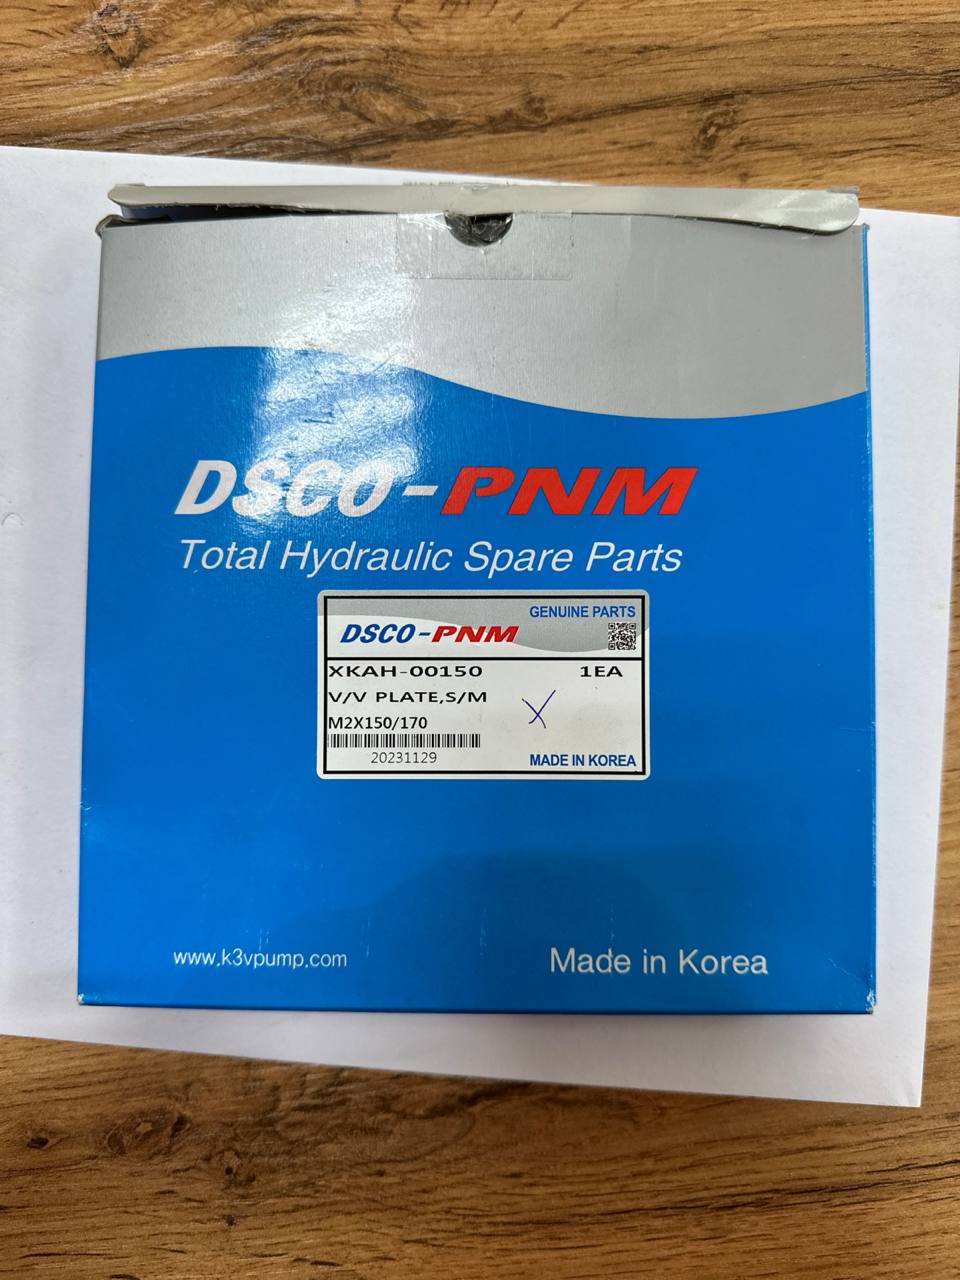 DSCO-PNM
Total Hydraulic Spare Parts
GENUINE PARTS
DSCO-PNM
XKAH-00150 1EA
V/V PLATE,S/M
M2X150/170
20231129
MADE IN KOREA
www.k3vpump.com
Made in Korea